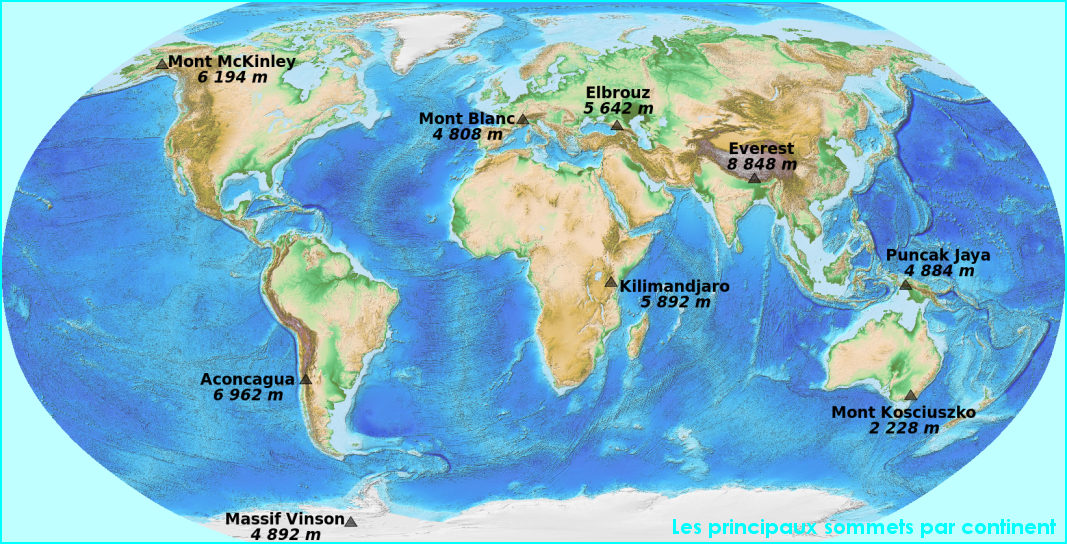 Mont McKinley
6 194 m
Elbrouz
5 642 m
Mont Blanc
4 808 m
Everest
8 848 m
Puncak Jaya
4 884 m
Kilimandjaro
5 892 m
Aconcagua
6 962 m
Mont Kosciuszko
2 228 m
Massif Vinson
4 892 m
Les principaux sommets par continent